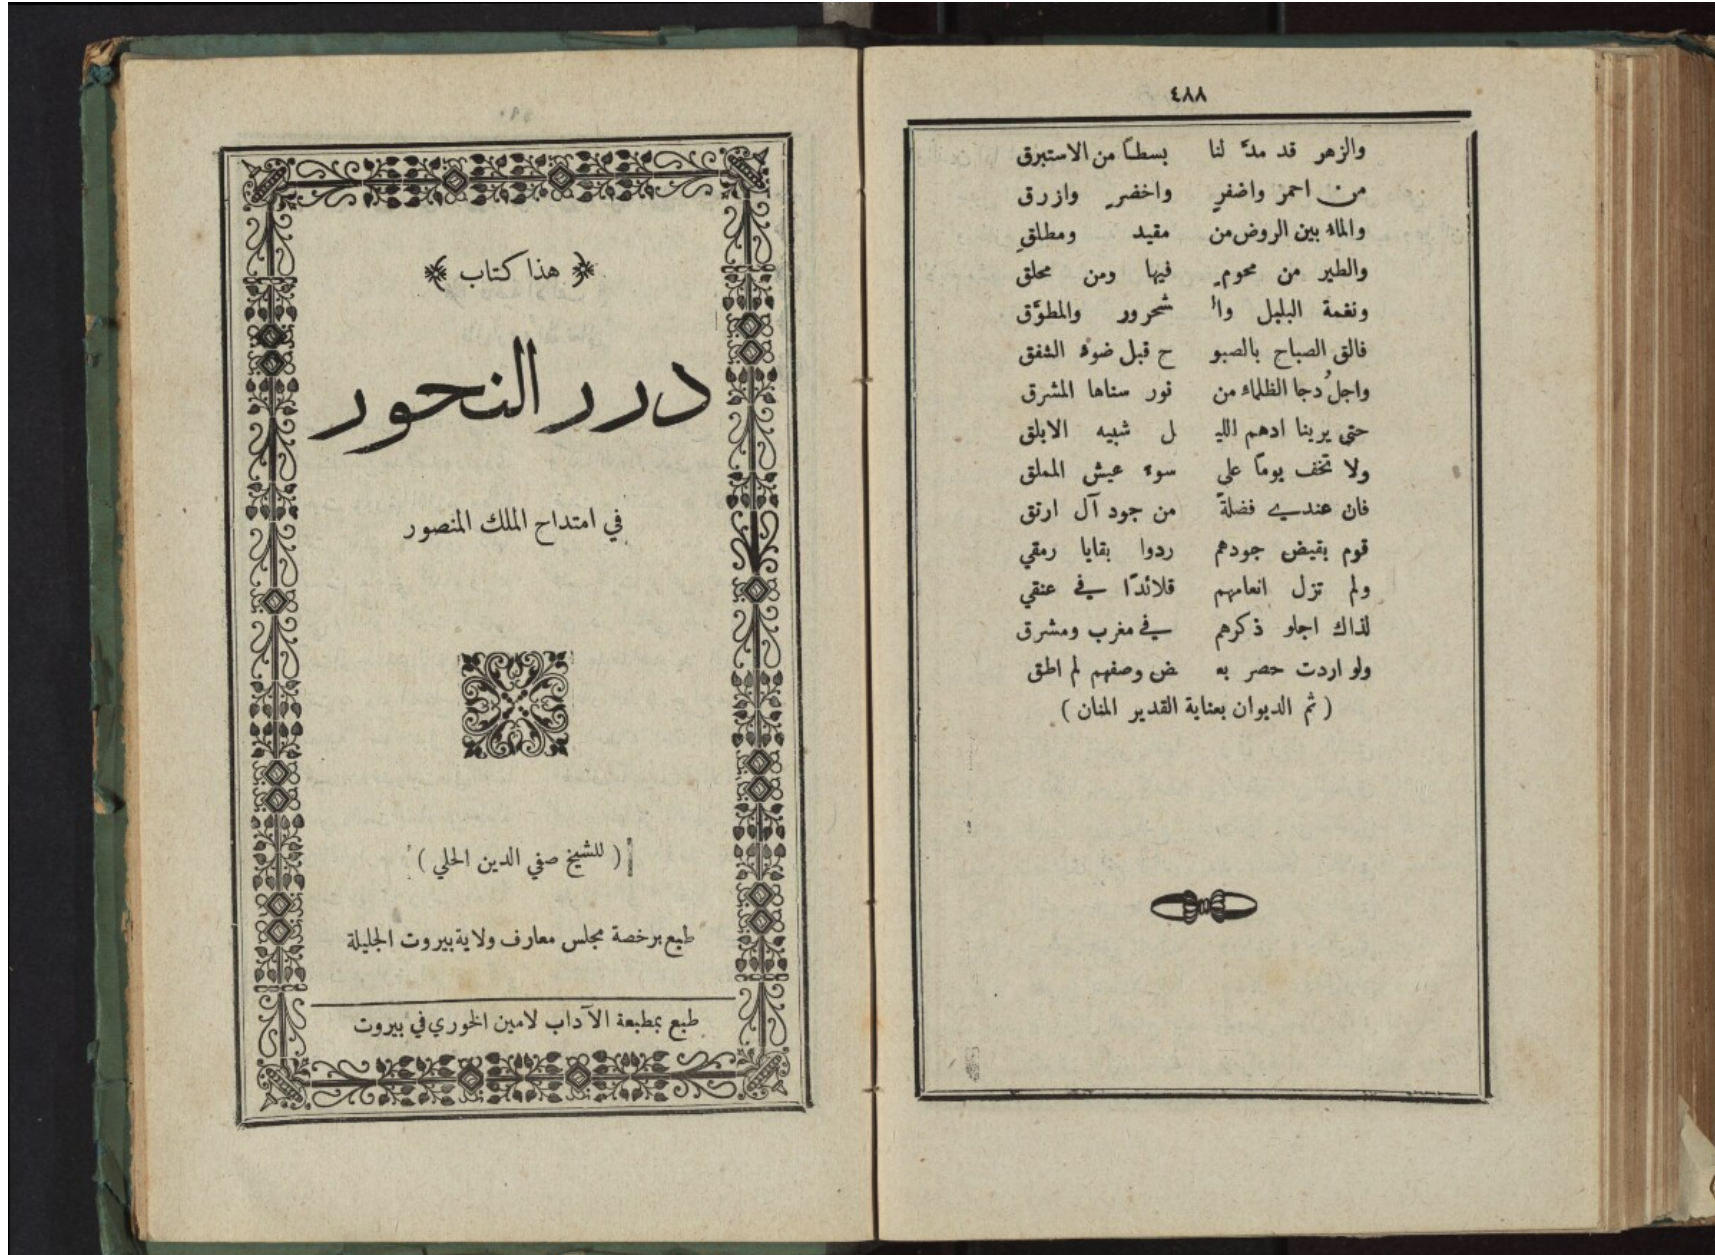 ٤٨٨
والزهر قد مدَّ لنا بسطاً من الاستبرق
من احمر واصفرٍ واخضرٍ وازرق
والماء بين الروض من مقيد ومطلقِ
والطير من محومٍ فيها ومن محلق
ونغمة البلبل والْ شحرور والمطوَّق
فالق الصباح بالصبو ح قبل ضوء الشفق
واجلُ دجا الظلماء من نور سناها المشرق
حتى يرينا ادهم الليـ ل شبيه الابلق
ولا تخف يوماً على سوء عيش المملق
فان عندي فضلةً من جود آل ارتق
قوم بفيض جودهم ردوا بقايا رمقي
ولم تزل انعامهم قلائدًا في عنقي
لذاك اجلو ذكرهم في مغرب ومشرق
ولو اردت حصر بعـ ض وصفهم لم اطق
( تم الديوان بعناية القدير المنان )
هذا كتاب
درر النحور
في امتداح الملك المنصور
( للشيخ صفي الدين الحلي )
طبع برخصة مجلس معارف ولاية بيروت الجليلة
طبع بمطبعة الآداب لامين الخوري في بيروت